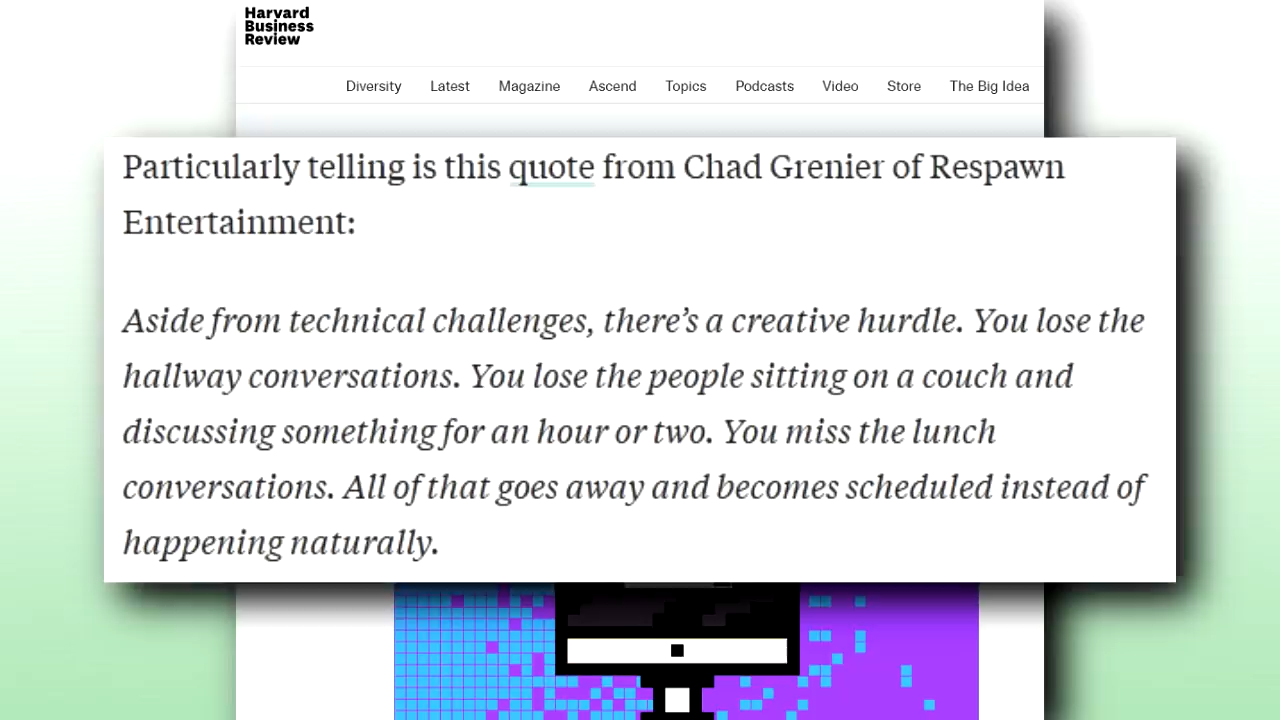 Harvard
Business
Review
Diversity Latest Magazine Ascend Topics Podcasts Video Store The Big Idea
Particularly telling is this quote from Chad Grenier of Respawn
Entertainment:
Aside from technical challenges, there’s a creative hurdle. You lose the
hallway conversations. You lose the people sitting on a couch and
discussing something for an hour or two. You miss the lunch
conversations. All of that goes away and becomes scheduled instead of
happening naturally.